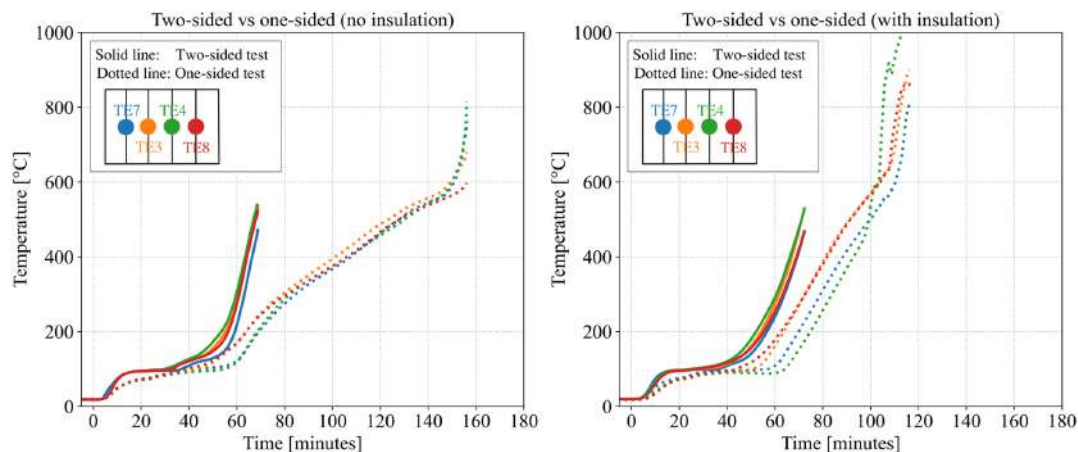 Two-sided vs one-sided (no insulation)
1000
800
600
400
200
0
Temperature [°C]
Solid line: Two-sided test
Dotted line: One-sided test
TE7 TE4
TE3 TE8
0 20 40 60 80 100 120 140 160 180
Time [minutes]
Two-sided vs one-sided (with insulation)
1000
800
600
400
200
0
Temperature [°C]
Solid line: Two-sided test
Dotted line: One-sided test
TE7 TE4
TE3 TE8
0 20 40 60 80 100 120 140 160 180
Time [minutes]